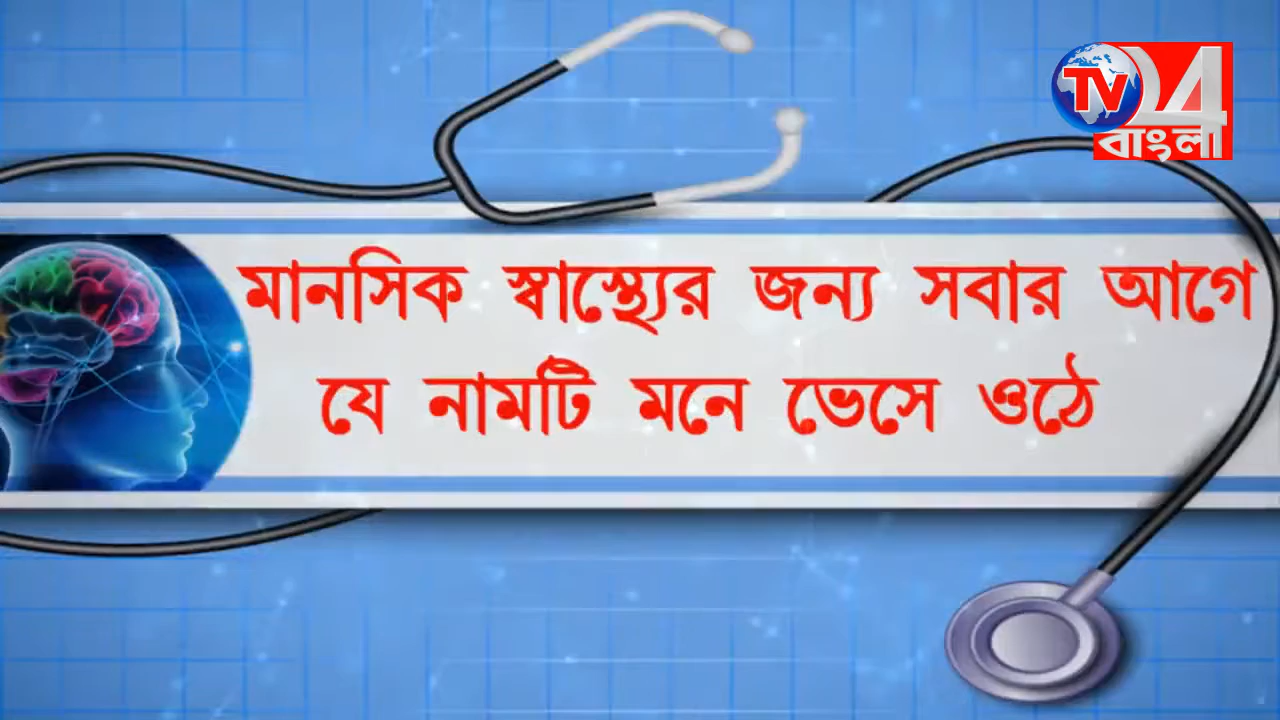 TV 24
বাংলা
মানসিক স্বাস্থ্যের জন্য সবার আগে
যে নামটি মনে ভেসে ওঠে